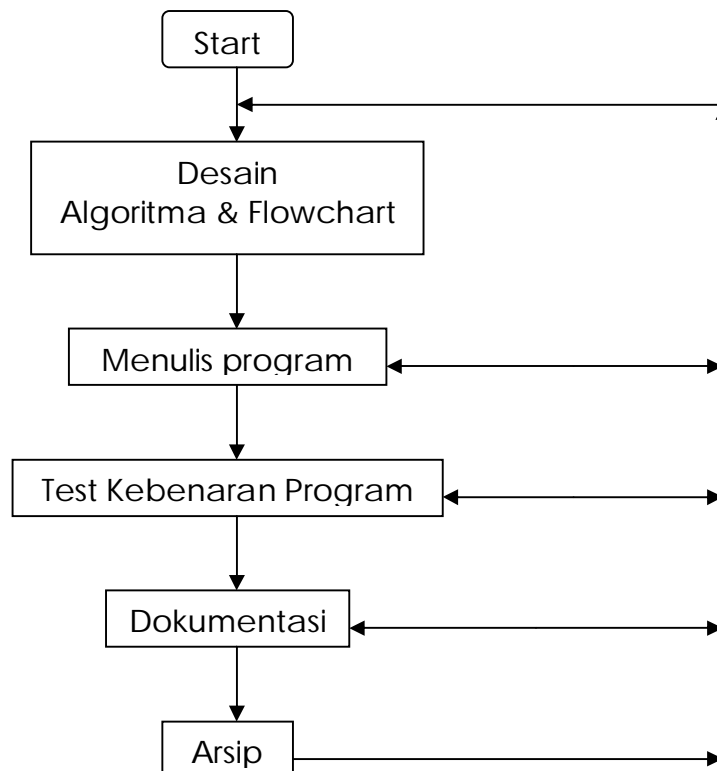 Start
Desain
Algoritma & Flowchart
Menulis program
Test Kebenaran Program
Dokumentasi
Arsip